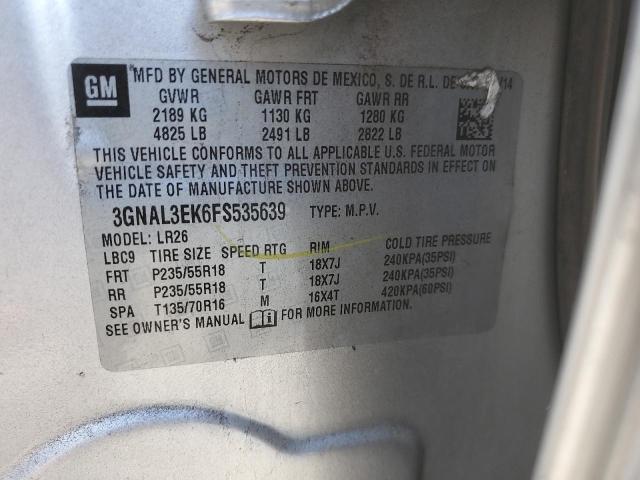 GM
MFD BY GENERAL MOTORS DE MEXICO, S. DE R.L. DE 14
GVWR GAWR FRT GAWR RR
2189 KG 1130 KG 1280 KG
4825 LB 2491 LB 2822 LB
THIS VEHICLE CONFORMS TO ALL APPLICABLE U.S. FEDERAL MOTOR
VEHICLE SAFETY AND THEFT PREVENTION STANDARDS IN EFFECT ON
THE DATE OF MANUFACTURE SHOWN ABOVE.
3GNAL3EK6FS535639 TYPE: M.P.V.
MODEL: LR26
LBC9 TIRE SIZE SPEED RTG RIM COLD TIRE PRESSURE
FRT P235/55R18 T 18X7J 240KPA(35PSI)
RR P235/55R18 T 18X7J 240KPA(35PSI)
SPA T135/70R16 M 16X4T 420KPA(60PSI)
SEE OWNER'S MANUAL FOR MORE INFORMATION.